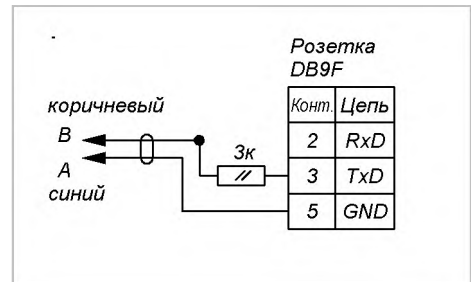 Розетка
DB9F
Конт. Цепь
коричневый
B
2 RxD
3к
3 TxD
A
синий
5 GND